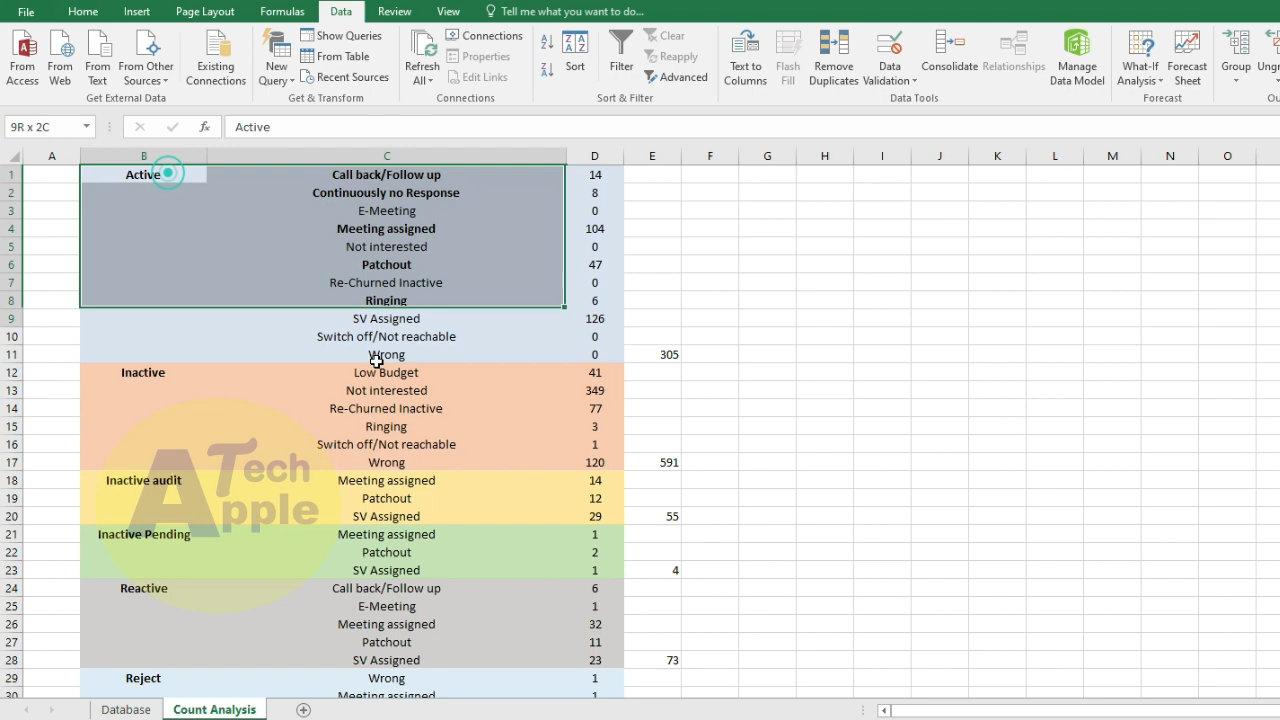 File Home Insert Page Layout Formulas Data Review View Tell me what you want to do...
Show Queries Connections Clear
From Table Properties Reapply
Recent Sources Edit Links Advanced
From Access From Web From Text From Other Sources Existing Connections New Query Refresh All Sort Filter Text to Columns Flash Fill Remove Duplicates Data Validation Consolidate Relationships Manage Data Model What-If Analysis Forecast Sheet Group
Get External Data Get & Transform Connections Sort & Filter Data Tools Forecast
9R x 2C fx Active
A B C D E F G H I J K L M N O
1 Active Call back/Follow up 14
2 Continuously no Response 8
3 E-Meeting 0
4 Meeting assigned 104
5 Not interested 0
6 Patchout 47
7 Re-Churned Inactive 0
8 Ringing 6
9 SV Assigned 126
10 Switch off/Not reachable 0
11 Wrong 0 305
12 Inactive Low Budget 41
13 Not interested 349
14 Re-Churned Inactive 77
15 Ringing 3
16 Switch off/Not reachable 1
17 Wrong 120 591
18 Inactive audit Meeting assigned 14
19 Patchout 12
20 SV Assigned 29 55
21 Inactive Pending Meeting assigned 1
22 Patchout 2
23 SV Assigned 1 4
24 Reactive Call back/Follow up 6
25 E-Meeting 1
26 Meeting assigned 32
27 Patchout 11
28 SV Assigned 23 73
29 Reject Wrong 1
30 Meeting assigned 1
A Tech
Apple
Database Count Analysis